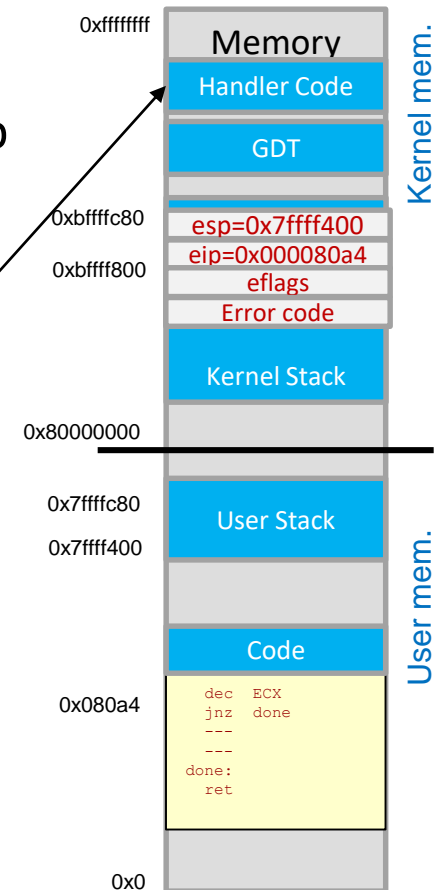 0xffffffff
Memory
Kernel mem.
Handler Code
GDT
0xbffffc80
esp=0x7ffff400
eip=0x000080a4
0xbffff800
eflags
Error code
Kernel Stack
0x80000000
0x7ffffc80
User Stack
0x7ffff400
User mem.
Code
0x080a4
dec ECX
jnz done
---
---
done:
ret
0x0